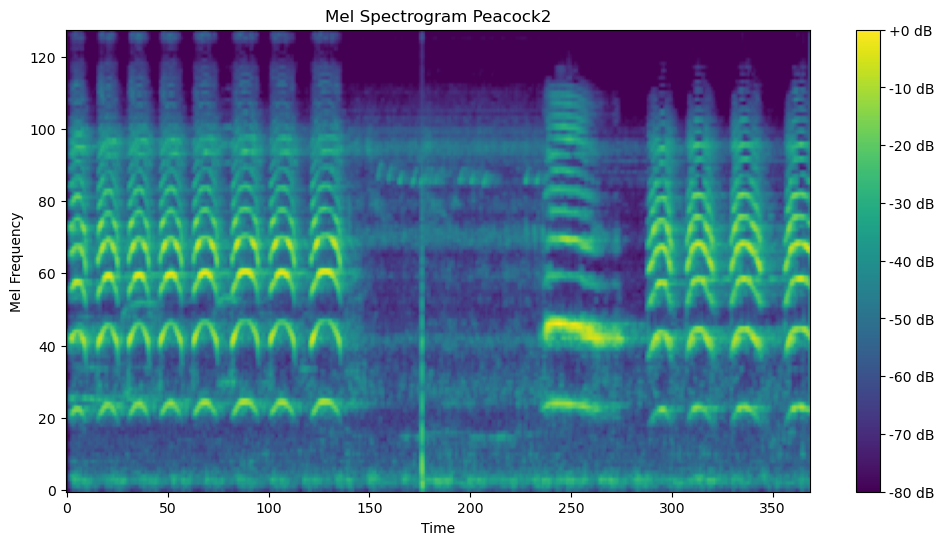 Mel Spectrogram Peacock2
Mel Frequency
120
100
80
60
40
20
0
0 50 100 150 200 250 300 350
Time
+0 dB
-10 dB
-20 dB
-30 dB
-40 dB
-50 dB
-60 dB
-70 dB
-80 dB